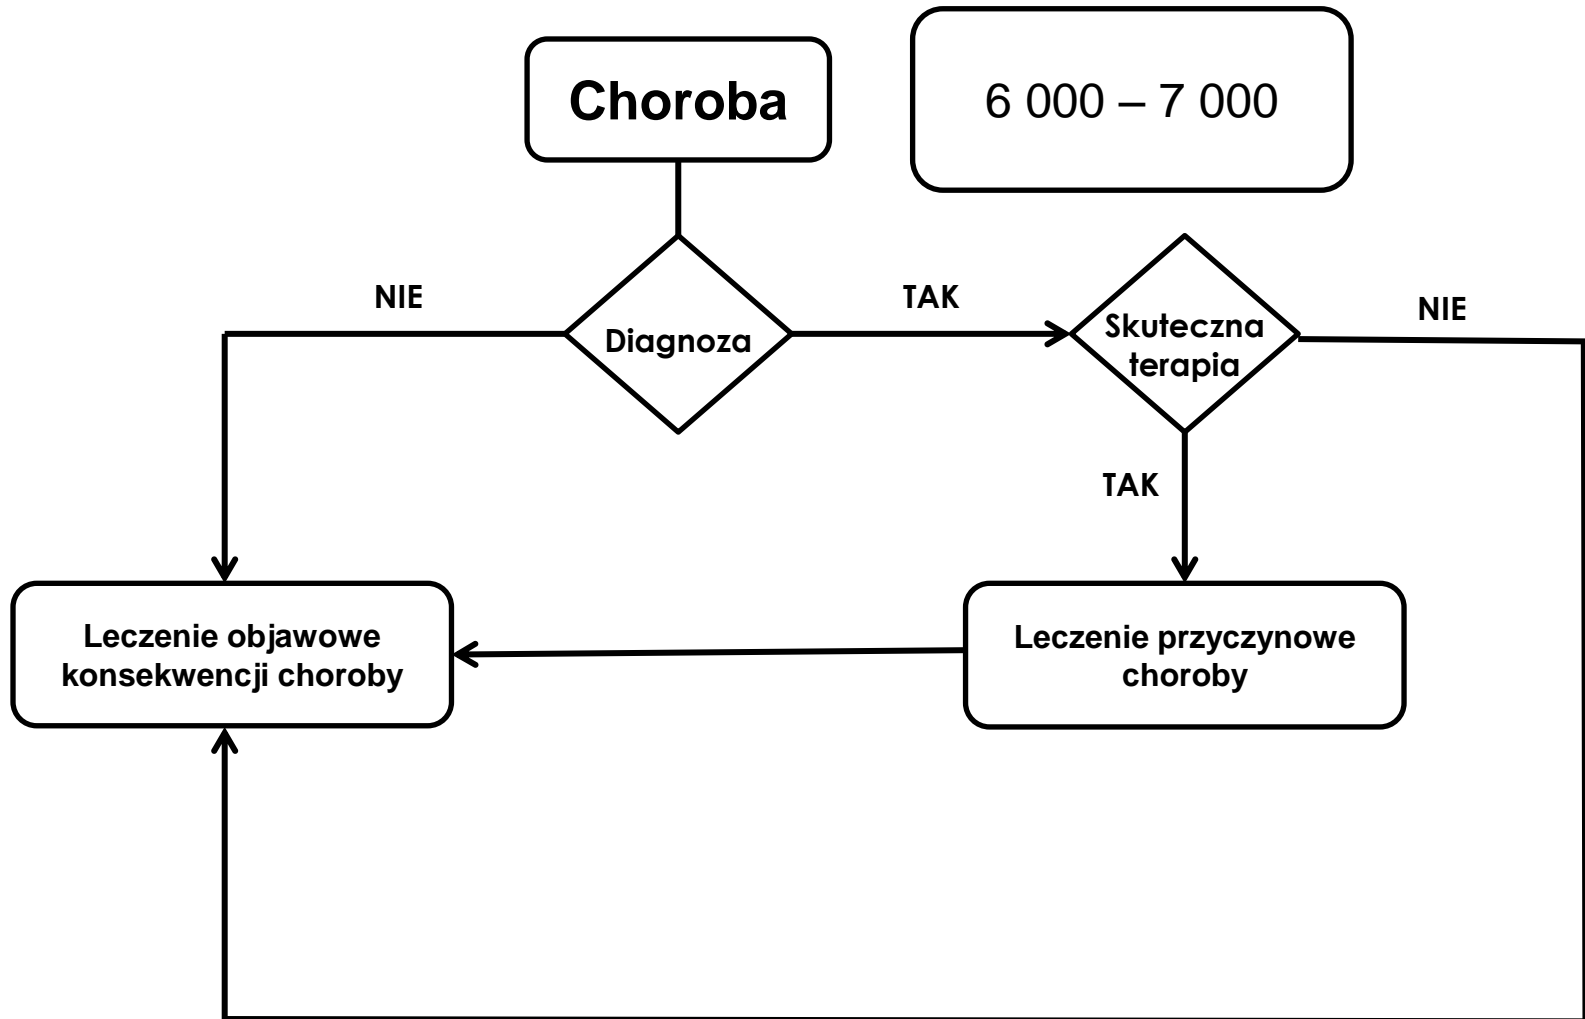 Choroba
6 000 – 7 000
NIE
TAK
NIE
Diagnoza
Skuteczna
terapia
TAK
Leczenie objawowe
konsekwencji choroby
Leczenie przyczynowe
choroby